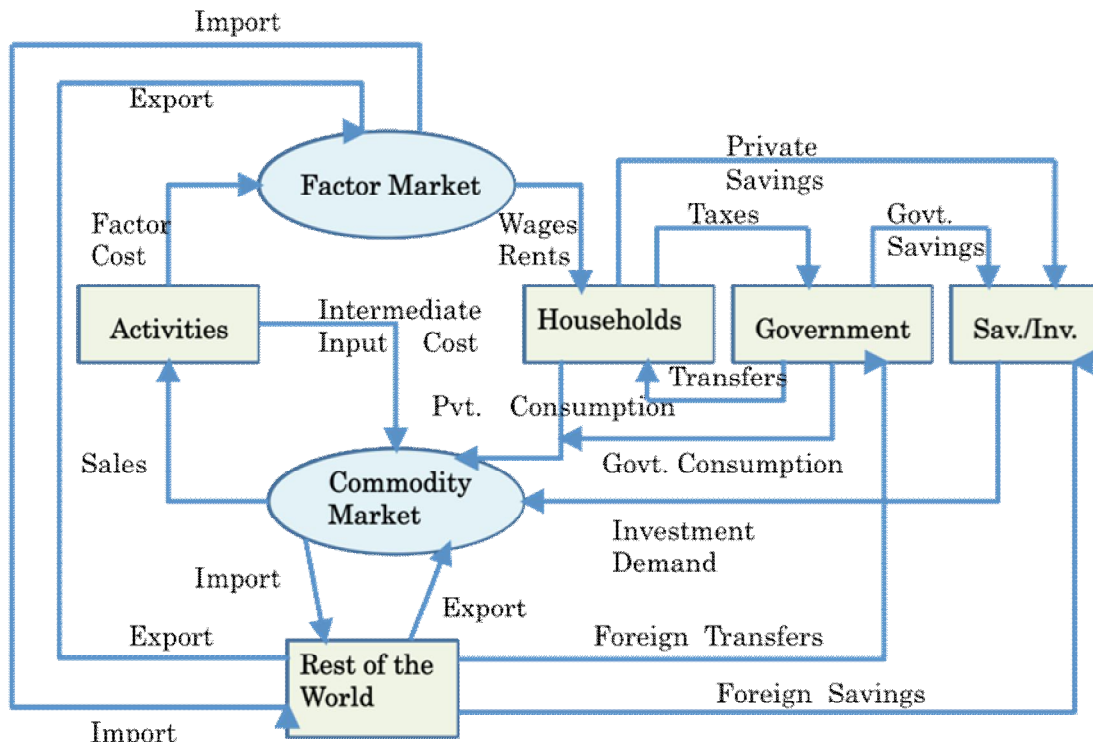 Import
Export
Factor Market
Private
Savings
Factor
Cost
Wages
Rents
Taxes
Govt.
Savings
Activities
Intermediate
Input Cost
Households
Government
Sav./Inv.
Transfers
Pvt. Consumption
Sales
Commodity
Market
Govt. Consumption
Investment
Demand
Import
Export
Export
Rest of the
World
Foreign Transfers
Foreign Savings
Import